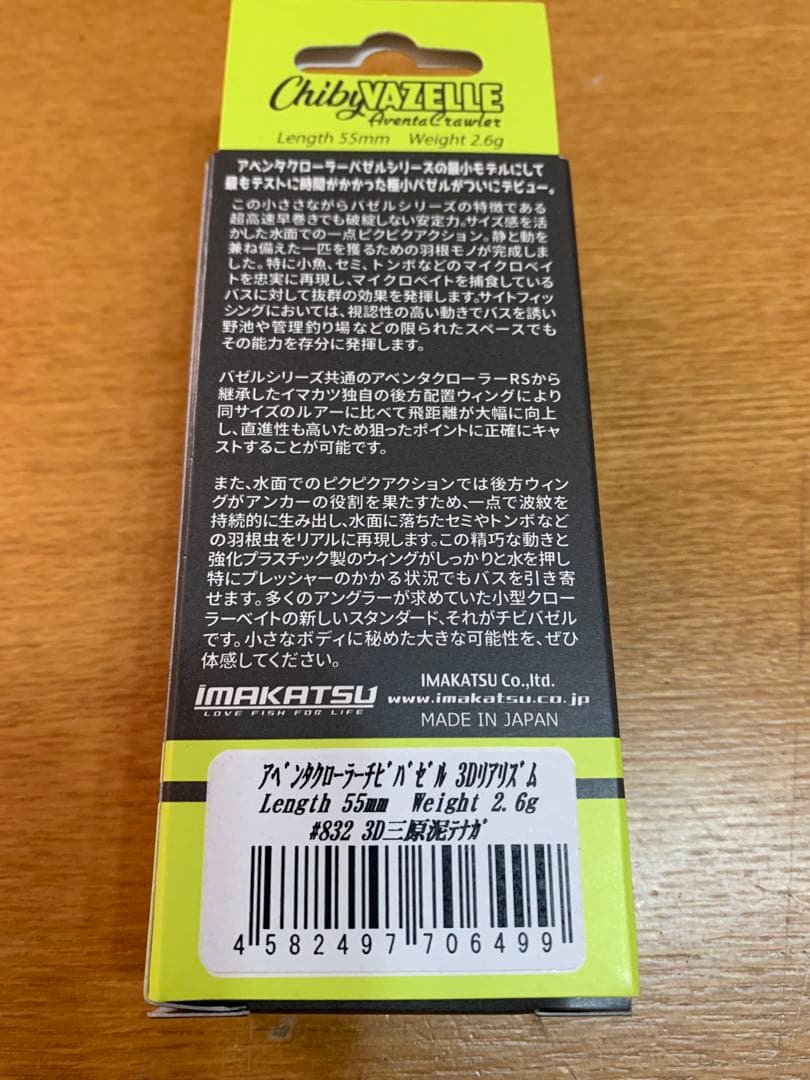 Chiby VAZELLE
Aventa Crawler
Length 55mm Weight 2.6g
アベンタクローラーバゼルシリーズの最小モデルにして
最もテストに時間がかかった極小バゼルがついにデビュー。
この小ささながらバゼルシリーズの特徴である
超高速早巻きでも破綻しない安定力。サイズ感を活
かした水面での一点ピクピクアクション。静と動を
兼ね備えた一匹を獲るための羽根モノが完成しま
した。特に小魚、セミ、トンボなどのマイクロベイ
トを忠実に再現し、マイクロベイトを捕食している
バスに対して抜群の効果を発揮します。サイトフィッ
シングにおいては、視認性の高い動きでバスを誘い
野池や管理釣り場などの限られたスペースでも
その能力を存分に発揮します。
バゼルシリーズ共通のアベンタクローラーRSから
継承したイマカツ独自の後方配置ウィングにより
同サイズのルアーに比べて飛距離が大幅に向上
し、直進性も高いため狙ったポイントに正確にキャ
ストすることが可能です。
また、水面でのピクピクアクションでは後方ウィン
グがアンカーの役割を果たすため、一点で波紋を
持続的に生み出し、水面に落ちたセミやトンボなど
の羽根虫をリアルに再現します。この精巧な動きと
強化プラスチック製のウィングがしっかりと水を押し
特にプレッシャーのかかる状況でもバスを引き寄
せます。多くのアングラーが求めていた小型クロー
ラーベイトの新しいスタンダード、それがチビバゼル
です。小さなボディに秘めた大きな可能性を、ぜひ
体感してください。
IMAKATSU
LOVE FISH FOR LIFE
IMAKATSU Co.,ltd.
www.imakatsu.co.jp
MADE IN JAPAN
ｱﾍﾞﾝﾀｸﾛｰﾗｰﾁﾋﾞﾊﾞｾﾞﾙ 3Dﾘｱﾘｽﾞﾑ
Length 55mm Weight 2.6g
#832 3D三原泥ﾃﾅｶﾞ
4 582497 706499